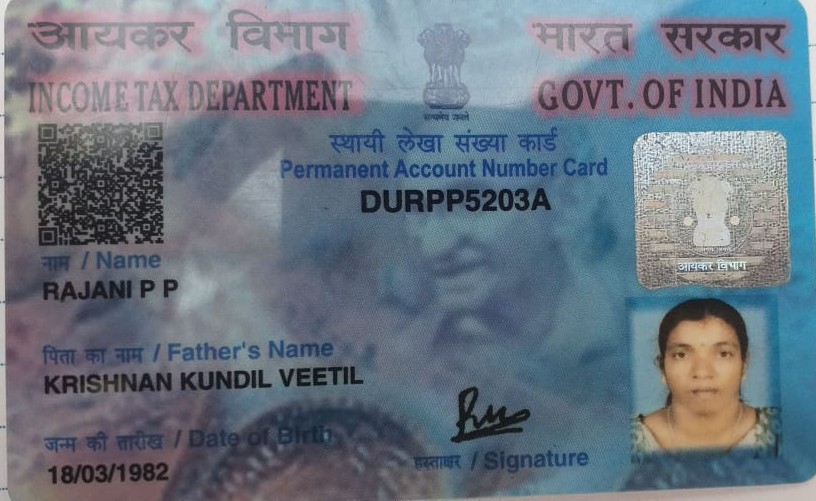 आयकर विभाग
भारत सरकार
INCOME TAX DEPARTMENT
GOVT. OF INDIA
सत्यमेव जयते
स्थायी लेखा संख्या कार्ड
Permanent Account Number Card
DURPP5203A
आयकर विभाग
नाम / Name
RAJANI P P
पिता का नाम / Father's Name
KRISHNAN KUNDIL VEETIL
जन्म की तारीख / Date of Birth
18/03/1982
हस्ताक्षर / Signature